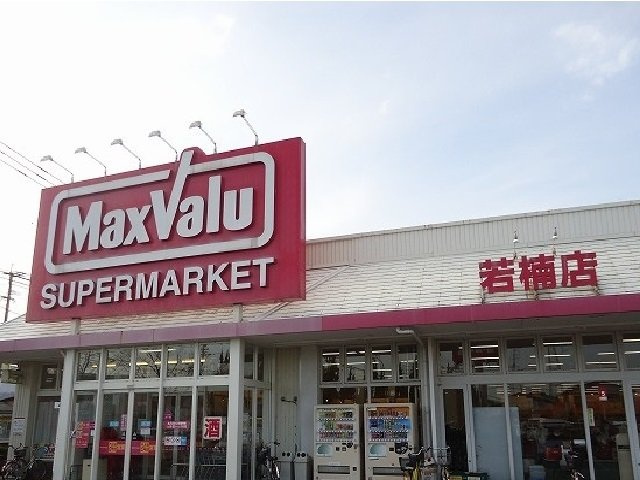 MaxValu
SUPERMARKET
若楠店
酒